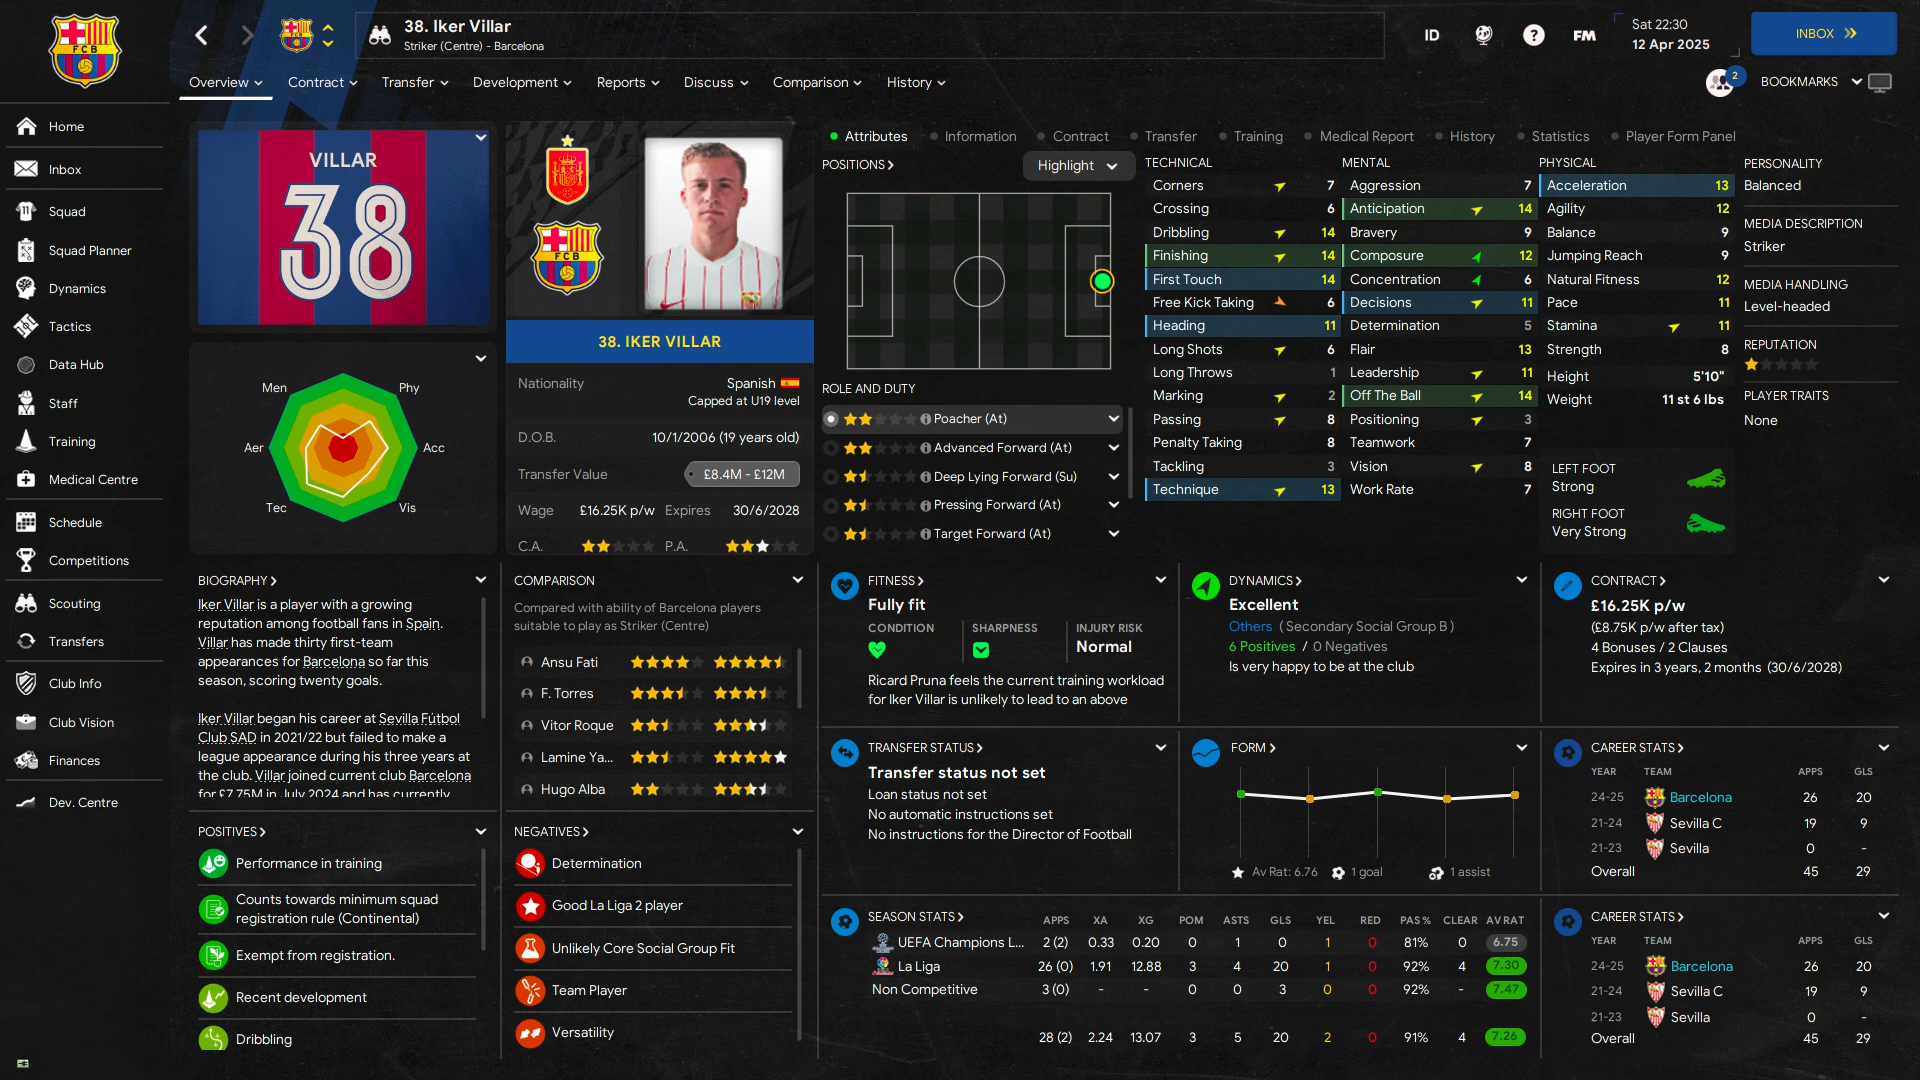 38. Iker Villar
Striker (Centre) - Barcelona
ID
FM
Sat 22:30
12 Apr 2025
INBOX
Overview
Contract
Transfer
Development
Reports
Discuss
Comparison
History
2
BOOKMARKS
FCB
Home
Inbox
Squad
Squad Planner
Dynamics
Tactics
Data Hub
Staff
Training
Medical Centre
Schedule
Competitions
Scouting
Transfers
Club Info
Club Vision
Finances
Dev. Centre
VILLAR
38
Men
Phy
Aer
Acc
Tec
Vis
FCB
38. IKER VILLAR
Nationality Spanish
Capped at U19 level
D.O.B. 10/1/2006 (19 years old)
Transfer Value £8.4M - £12M
Wage £16.25K p/w Expires 30/6/2028
C.A. P.A.
Attributes
Information
Contract
Transfer
Training
Medical Report
History
Statistics
Player Form Panel
POSITIONS
Highlight
ROLE AND DUTY
Poacher (At)
Advanced Forward (At)
Deep Lying Forward (Su)
Pressing Forward (At)
Target Forward (At)
TECHNICAL
Corners 7
Crossing 6
Dribbling 14
Finishing 14
First Touch 14
Free Kick Taking 6
Heading 11
Long Shots 6
Long Throws 1
Marking 2
Passing 8
Penalty Taking 8
Tackling 3
Technique 13
MENTAL
Aggression 7
Anticipation 14
Bravery 9
Composure 12
Concentration 6
Decisions 11
Determination 5
Flair 13
Leadership 11
Off The Ball 14
Positioning 3
Teamwork 7
Vision 8
Work Rate 7
PHYSICAL
Acceleration 13
Agility 12
Balance 9
Jumping Reach 9
Natural Fitness 12
Pace 11
Stamina 11
Strength 8
Height 5'10"
Weight 11 st 6 lbs
LEFT FOOT
Strong
RIGHT FOOT
Very Strong
PERSONALITY
Balanced
MEDIA DESCRIPTION
Striker
MEDIA HANDLING
Level-headed
REPUTATION
PLAYER TRAITS
None
BIOGRAPHY
Iker Villar is a player with a growing
reputation among football fans in Spain.
Villar has made thirty first-team
appearances for Barcelona so far this
season, scoring twenty goals.
Iker Villar began his career at Sevilla Fútbol
Club SAD in 2021/22 but failed to make a
league appearance during his three years at
the club. Villar joined current club Barcelona
for £7.75M in July 2024 and has currently
COMPARISON
Compared with ability of Barcelona players
suitable to play as Striker (Centre)
Ansu Fati
F. Torres
Vitor Roque
Lamine Ya...
Hugo Alba
POSITIVES
Performance in training
Counts towards minimum squad
registration rule (Continental)
Exempt from registration.
Recent development
Dribbling
NEGATIVES
Determination
Good La Liga 2 player
Unlikely Core Social Group Fit
Team Player
Versatility
FITNESS
Fully fit
CONDITION SHARPNESS INJURY RISK
Normal
Ricard Pruna feels the current training workload
for Iker Villar is unlikely to lead to an above
DYNAMICS
Excellent
Others (Secondary Social Group B)
6 Positives / 0 Negatives
Is very happy to be at the club
CONTRACT
£16.25K p/w
(£8.75K p/w after tax)
4 Bonuses / 2 Clauses
Expires in 3 years, 2 months (30/6/2028)
TRANSFER STATUS
Transfer status not set
Loan status not set
No automatic instructions set
No instructions for the Director of Football
FORM
Av Rat: 6.76 1 goal 1 assist
CAREER STATS
YEAR TEAM APPS GLS
24-25 Barcelona 26 20
21-24 Sevilla C 19 9
21-23 Sevilla 0 -
Overall 45 29
SEASON STATS APPS XA XG POM ASTS GLS YEL RED PAS % CLEAR AV RAT
UEFA Champions L... 2 (2) 0.33 0.20 0 1 0 1 0 81% 0 6.75
La Liga 26 (0) 1.91 12.88 3 4 20 1 0 92% 4 7.30
Non Competitive 3 (0) - - 0 0 3 0 0 92% - 7.47
28 (2) 2.24 13.07 3 5 20 2 0 91% 4 7.26
CAREER STATS
YEAR TEAM APPS GLS
24-25 Barcelona 26 20
21-24 Sevilla C 19 9
21-23 Sevilla 0 -
Overall 45 29